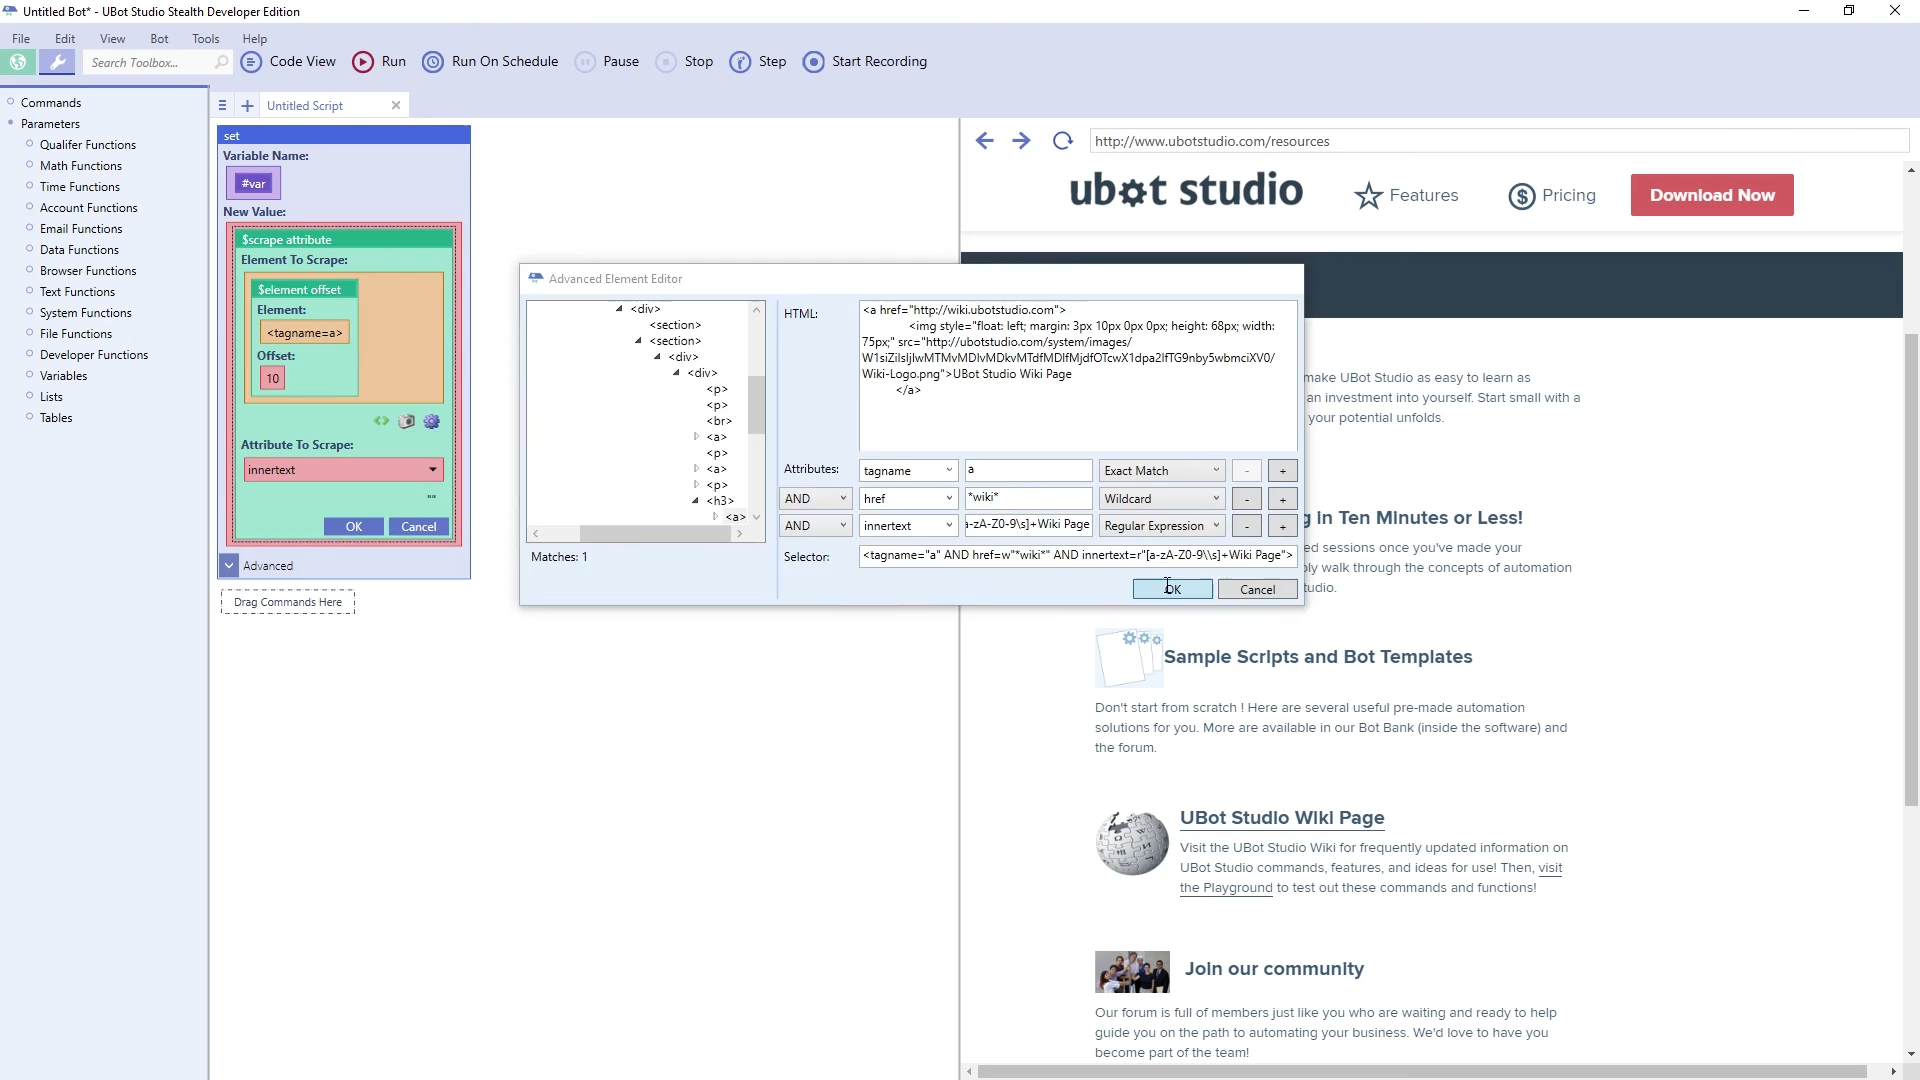 Untitled Bot* - UBot Studio Stealth Developer Edition
File Edit View Bot Tools Help
Search Toolbox...
Code View
Run
Run On Schedule
Pause
Stop
Step
Start Recording
Commands
Parameters
Qualifer Functions
Math Functions
Time Functions
Account Functions
Email Functions
Data Functions
Browser Functions
Text Functions
System Functions
File Functions
Developer Functions
Variables
Lists
Tables
Untitled Script
set
Variable Name:
#var
New Value:
$scrape attribute
Element To Scrape:
$element offset
Element:
<tagname=a>
Offset:
10
Attribute To Scrape:
innertext
""
OK Cancel
Advanced
Drag Commands Here
Advanced Element Editor
<div>
<section>
<section>
<div>
<div>
<p>
<p>
<br>
<a>
<p>
<a>
<p>
<h3>
<a>
Matches: 1
HTML:
<a href="http://wiki.ubotstudio.com">
<img style="float: left; margin: 3px 10px 0px 0px; height: 68px; width:
75px;" src="http://ubotstudio.com/system/images/
Wiki-Logo.png">UBot Studio Wiki Page
</a>
Attributes: tagname a Exact Match - +
AND href *wiki* Wildcard - +
AND innertext a-zA-Z0-9\s]+Wiki Page Regular Expression - +
Selector: <tagname="a" AND href=w"*wiki*" AND innertext=r"[a-zA-Z0-9\\s]+Wiki Page">
OK Cancel
http://www.ubotstudio.com/resources
ubot studio
Features
Pricing
Download Now
make UBot Studio as easy to learn as
an investment into yourself. Start small with a
your potential unfolds.
g in Ten Minutes or Less!
ed sessions once you've made your
ply walk through the concepts of automation
tudio.
Sample Scripts and Bot Templates
Don't start from scratch ! Here are several useful pre-made automation
solutions for you. More are available in our Bot Bank (inside the software) and
the forum.
UBot Studio Wiki Page
Visit the UBot Studio Wiki for frequently updated information on
UBot Studio commands, features, and ideas for use! Then, visit
the Playground to test out these commands and functions!
Join our community
Our forum is full of members just like you who are waiting and ready to help
guide you on the path to automating your business. We'd love to have you
become part of the team!